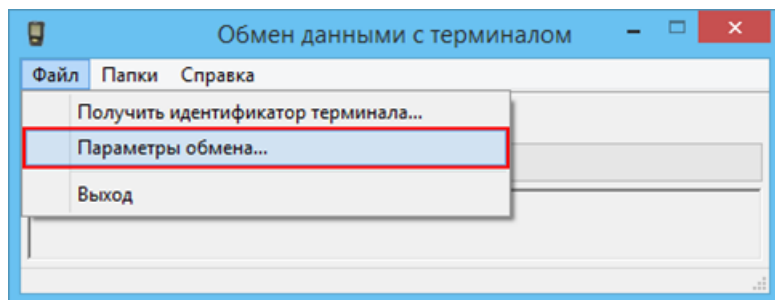 Обмен данными с терминалом
Файл Папки Справка
Получить идентификатор терминала...
Параметры обмена...
Выход